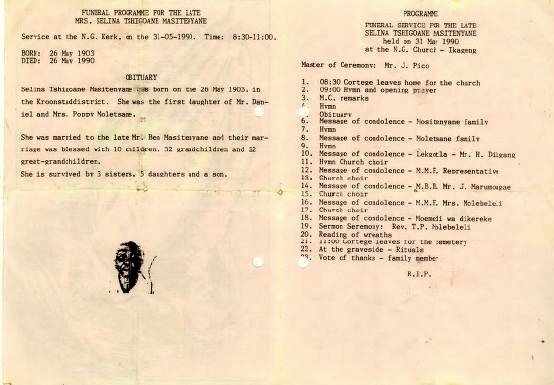 FUNERAL PROGRAMME FOR THE LATE
MRS. SELINA TSHIGOANE MASITENYANE
Service at the N.G. Kerk, on the 31-05-1990. Time: 8:30-11:00.
BORN: 26 May 1903
DIED: 26 May 1990
OBITUARY
Selina Tshigoane Masitenyane was born on the 26 May 1903, in
the Kroonstaddistrict. She was the first daughter of Mr. Dan-
iel and Mrs. Poppy Moletsane.
She was married to the late Mr. Ben Masitenyane and their mar-
riage was blessed with 10 children, 32 grandchildren and 22
great-grandchildren.
She is survived by 3 sisters, 5 daughters and a son.
PROGRAMME
FUNERAL SERVICE FOR THE LATE
SELINA TSHIGOANE MASITENYANE
held on 31 May 1990
at the N.G. Church - Ikageng
Master of Ceremony: Mr. J. Pico
1. 08:30 Cortege leaves home for the church
2. 09:00 Hymn and opening prayer
3. M.C. remarks
4. Hymn
Obituary
6. Message of condolence - Masitenyane family
7. Hymn
8. Message of condolence - Moletsane family
9. Hymn
10. Message of condolence - Lekgotla - Mr. H.
11. Hymn Church choir
12. Message of condolence - M.M.F. Representative
13. Church choir
14. Message of condolence - M.B.B. Mr. J.
15. Church choir
16. Message of condolence - M.M.F. Mrs. Molebeleli
17. Church choir
18. Message of condolence - Moemedi wa dikereke
19. Sermon Seremony: Rev. T.P. Molebeleli
20. Reading of wreaths
21. 11:00 Cortege leaves for the cemetery
22. At the graveside - Rituals
23. Vote of thanks - family member
R.I.P.